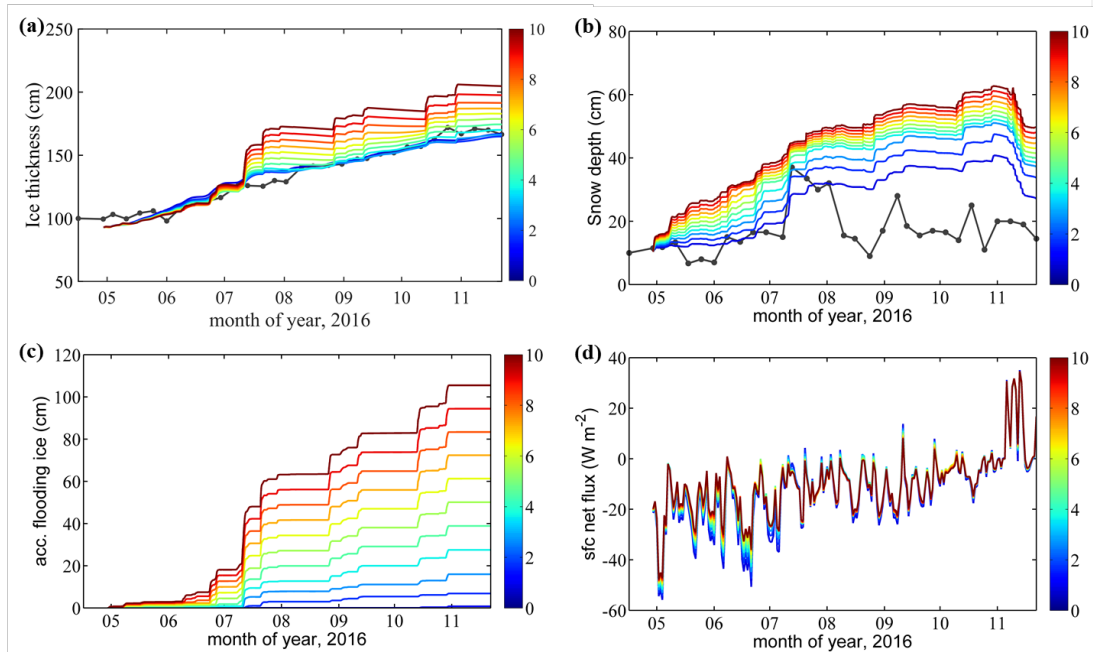 (a)
250
200
150
100
50
Ice thickness (cm)
05 06 07 08 09 10 11
month of year, 2016
10
8
6
4
2
0
(b)
80
60
40
20
0
Snow depth (cm)
05 06 07 08 09 10 11
month of year, 2016
10
8
6
4
2
0
(c)
120
100
80
60
40
20
0
acc. flooding ice (cm)
05 06 07 08 09 10 11
month of year, 2016
10
8
6
4
2
0
(d)
40
20
0
-20
-40
-60
sfc net flux (W m-2)
05 06 07 08 09 10 11
month of year, 2016
10
8
6
4
2
0